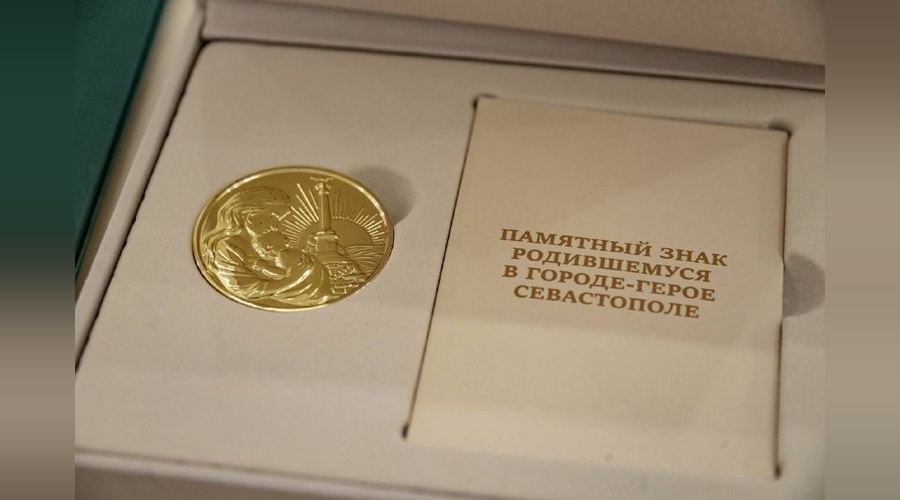 ПАМЯТНЫЙ ЗНАК
РОДИВШЕМУСЯ
В ГОРОДЕ-ГЕРОЕ
СЕВАСТОПОЛЕ